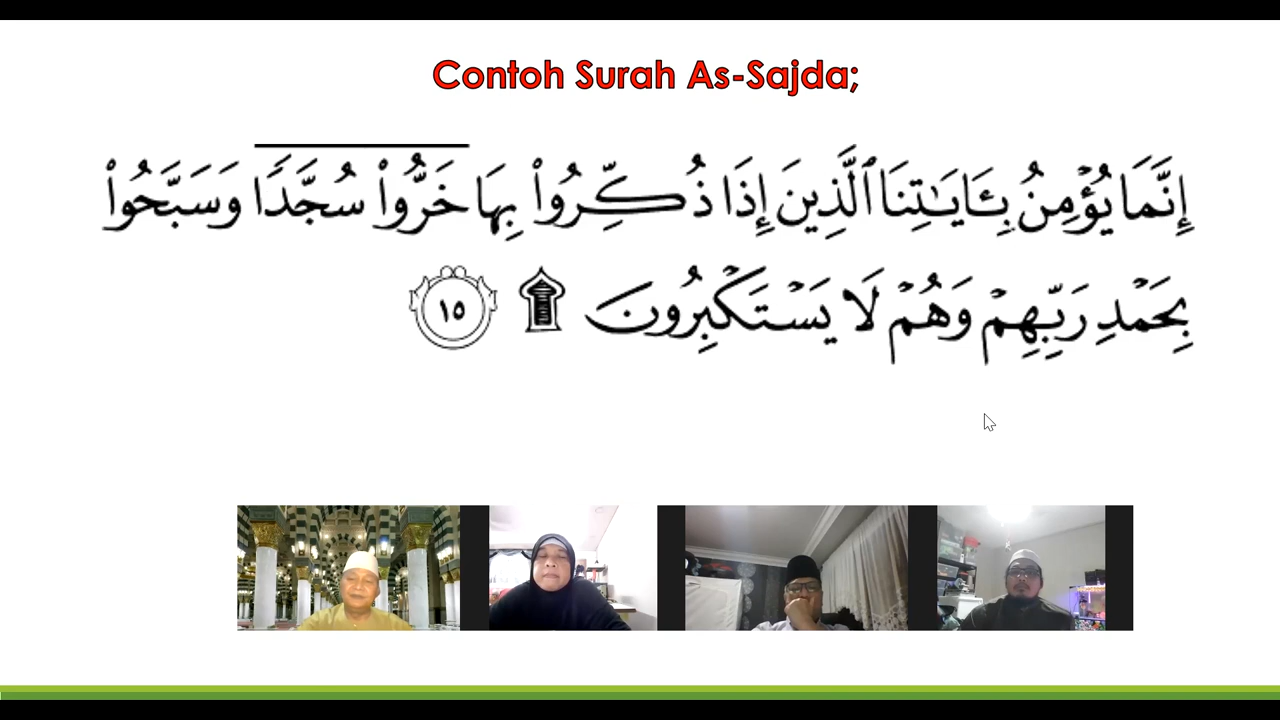 Contoh Surah As-Sajda;
إِنَّمَا يُؤْمِنُ بِـَٔايَـٰتِنَا ٱلَّذِينَ إِذَا ذُكِّرُوا۟ بِهَا خَرُّوا۟ سُجَّدًا وَسَبَّحُوا۟
بِحَمْدِ رَبِّهِمْ وَهُمْ لَا يَسْتَكْبِرُونَ ۩ ١٥